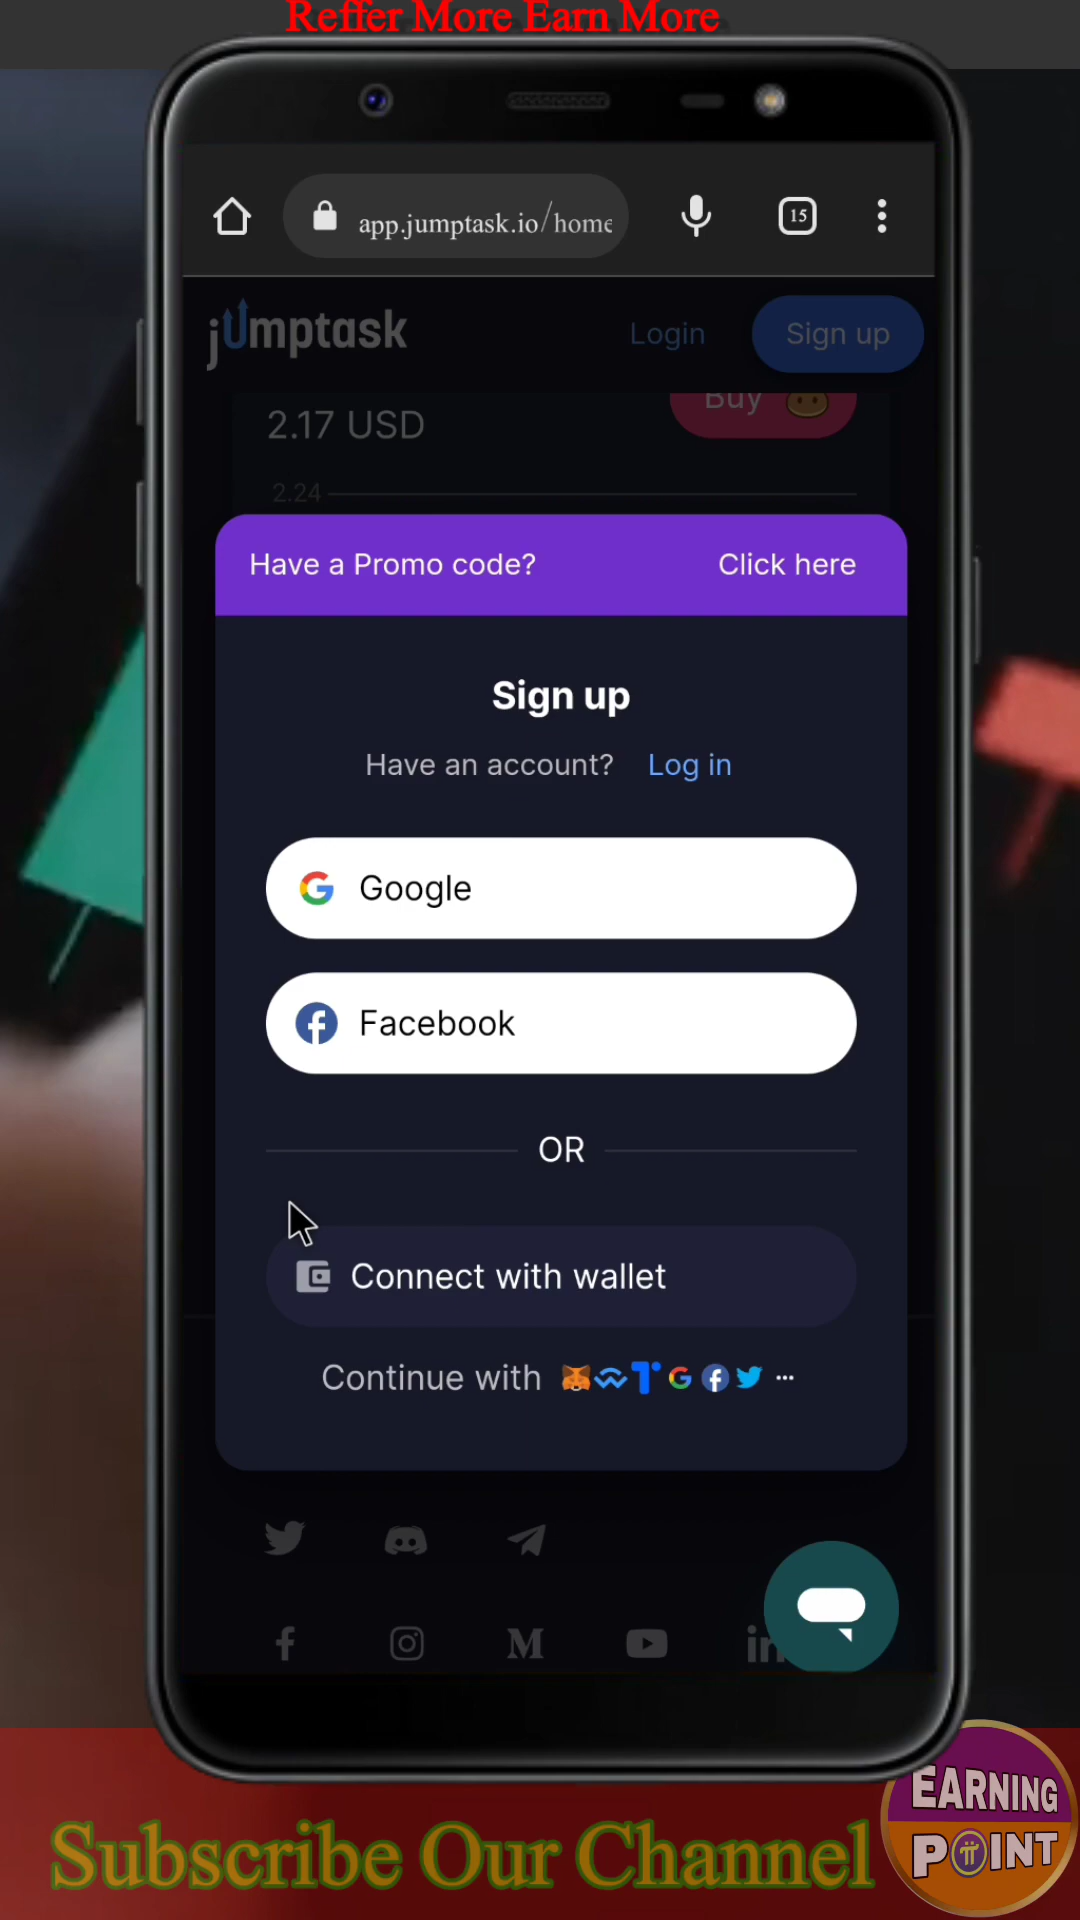 Reffer More Earn More
app.jumptask.io/home
15
jUmptask
Login
Sign up
2.17 USD
Buy
2.24
Have a Promo code?
Click here
Sign up
Have an account?
Log in
Google
Facebook
OR
Connect with wallet
Continue with
in
EARNING
POINT
Subscribe Our Channel